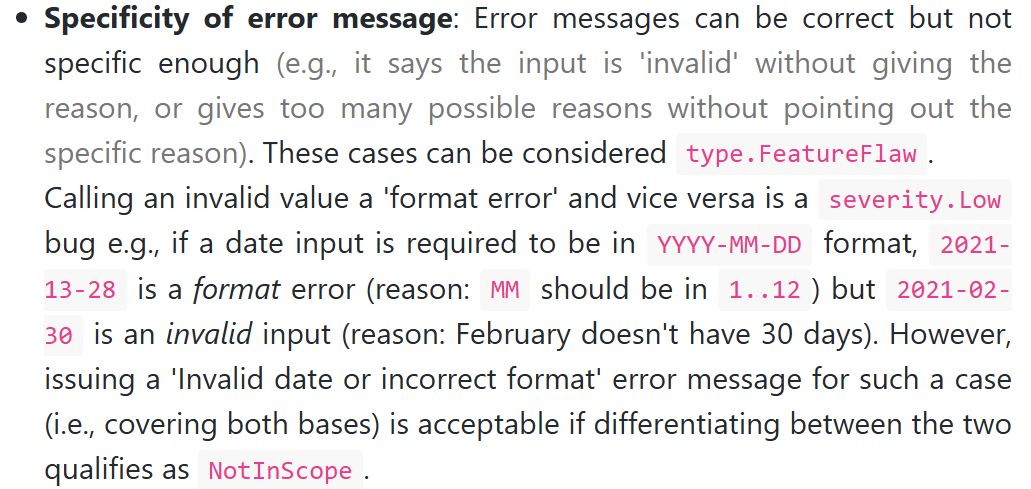 • Specificity of error message: Error messages can be correct but not
specific enough (e.g., it says the input is 'invalid' without giving the
reason, or gives too many possible reasons without pointing out the
specific reason). These cases can be considered type.FeatureFlaw.
Calling an invalid value a 'format error' and vice versa is a severity.Low
bug e.g., if a date input is required to be in YYYY-MM-DD format, 2021-
13-28 is a format error (reason: MM should be in 1..12) but 2021-02-
30 is an invalid input (reason: February doesn't have 30 days). However,
issuing a 'Invalid date or incorrect format' error message for such a case
(i.e., covering both bases) is acceptable if differentiating between the two
qualifies as NotInScope.